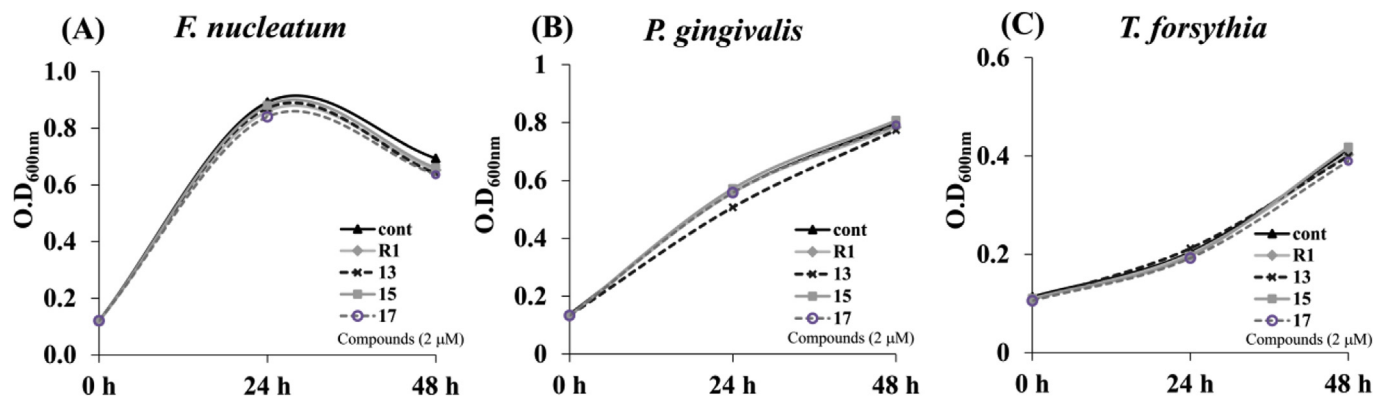 (A) F. nucleatum
O.D600nm
1.0
0.8
0.6
0.4
0.2
0.0
cont
R1
13
15
17
Compounds (2 μM)
0 h 24 h 48 h
(B) P. gingivalis
O.D600nm
1
0.8
0.6
0.4
0.2
0
cont
R1
13
15
17
Compounds (2 μM)
0 h 24 h 48 h
(C) T. forsythia
O.D600nm
0.6
0.4
0.2
0
cont
R1
13
15
17
Compounds (2 μM)
0 h 24 h 48 h